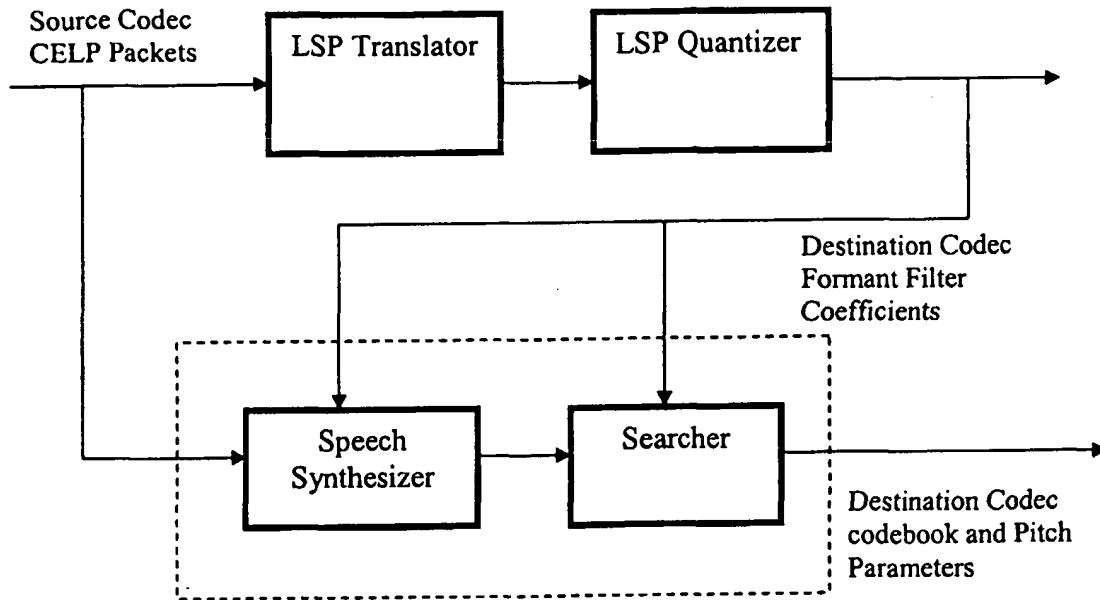 Source Codec
CELP Packets
LSP Translator
LSP Quantizer
Destination Codec
Formant Filter
Coefficients
Speech
Synthesizer
Searcher
Destination Codec
codebook and Pitch
Parameters